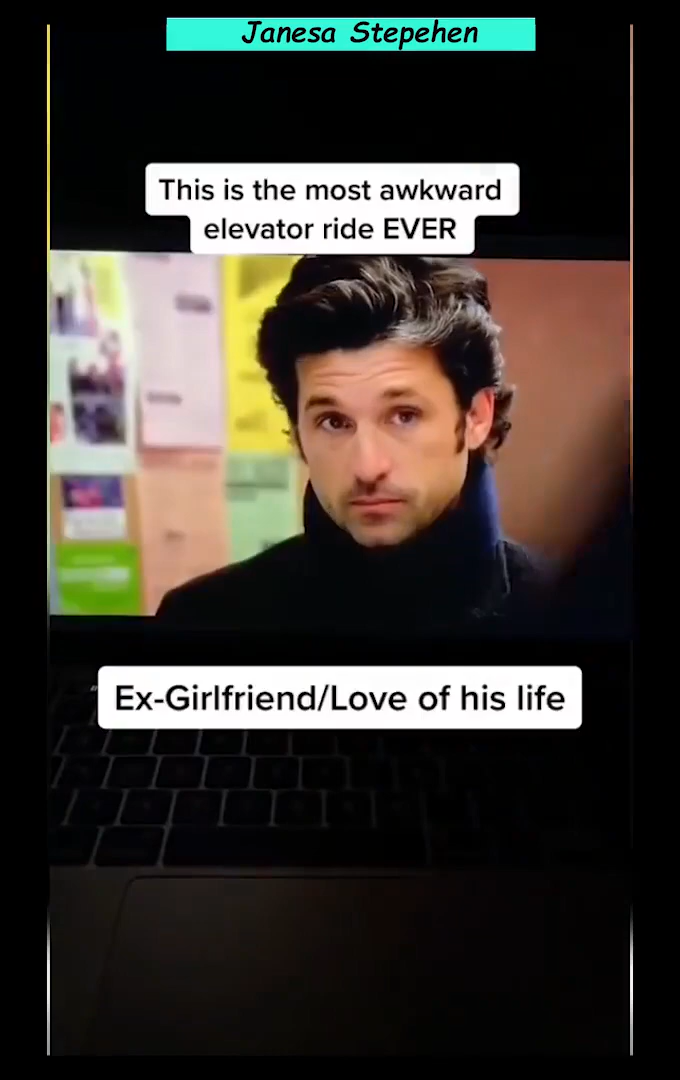 Janesa Stepehen
This is the most awkward
elevator ride EVER
Ex-Girlfriend/Love of his life